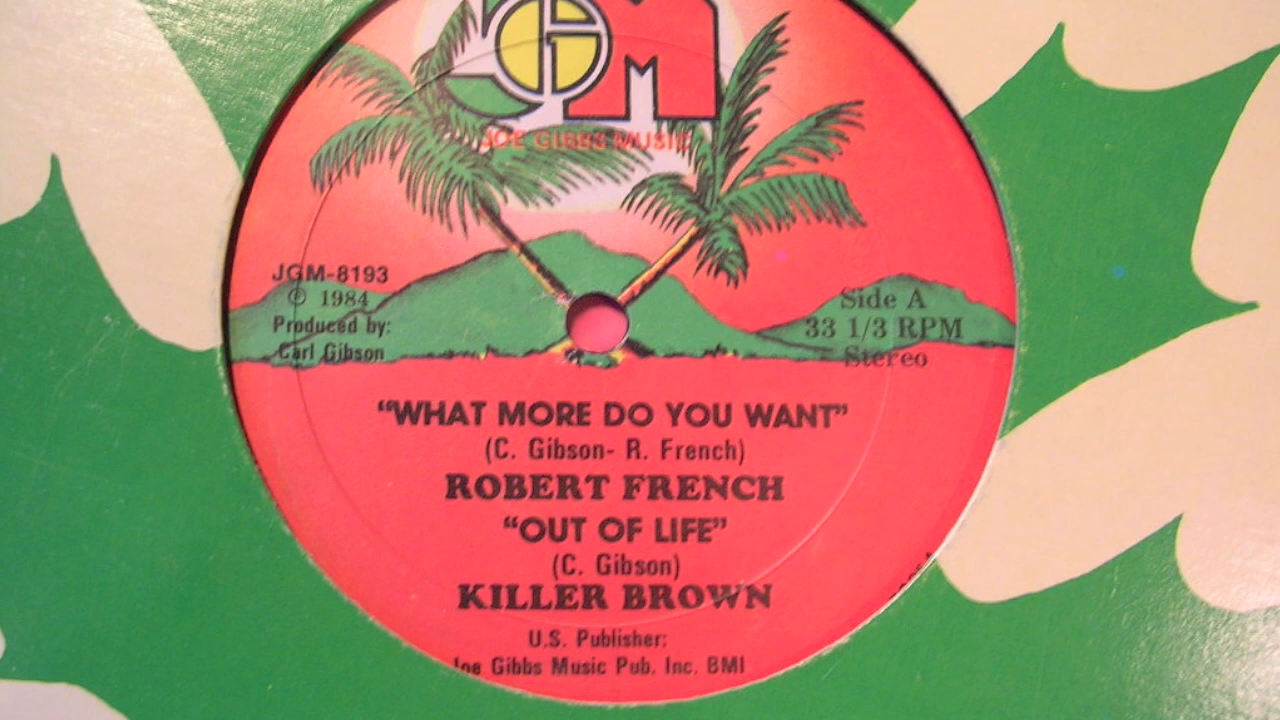 JGM
JOE GIBBS MUSIC
JGM-8193
℗ 1984
Produced by:
Carl Gibson
Side A
33 1/3 RPM
Stereo
“WHAT MORE DO YOU WANT”
(C. Gibson- R. French)
ROBERT FRENCH
“OUT OF LIFE”
(C. Gibson)
KILLER BROWN
U.S. Publisher:
Joe Gibbs Music Pub. Inc. BMI